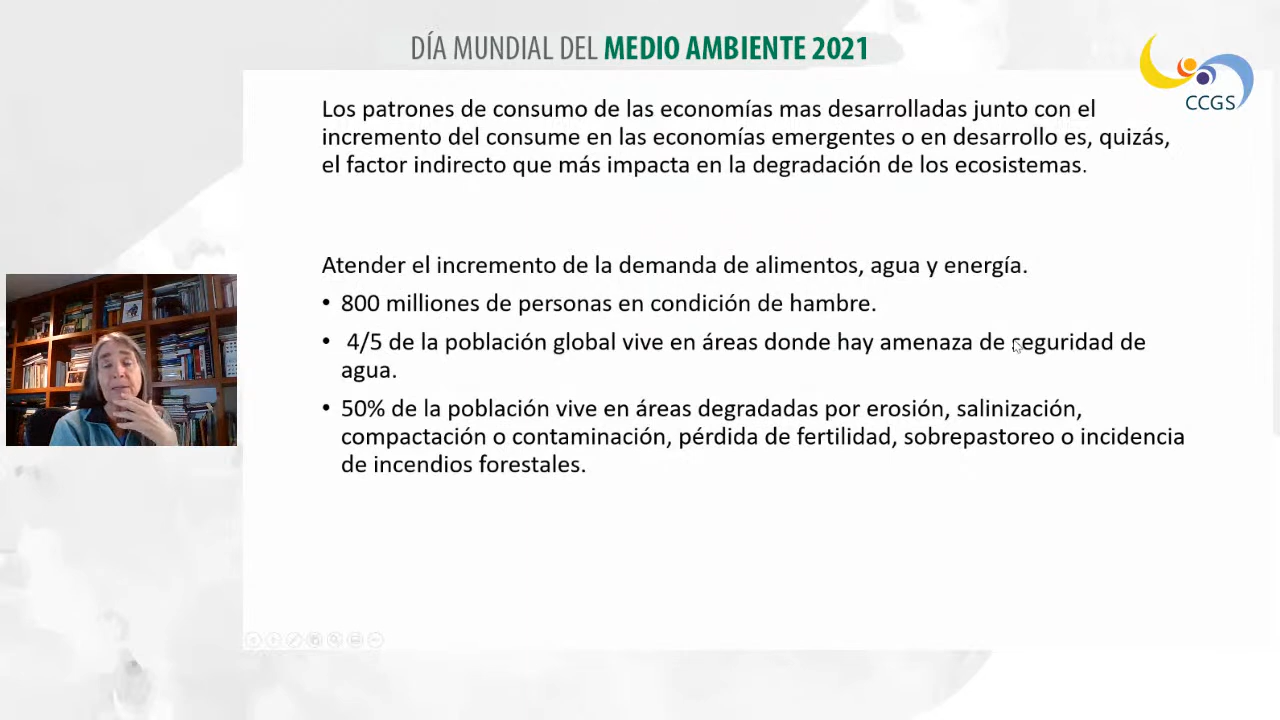 DÍA MUNDIAL DEL MEDIO AMBIENTE 2021
CCGS
Los patrones de consumo de las economías mas desarrolladas junto con el
incremento del consume en las economías emergentes o en desarrollo es, quizás,
el factor indirecto que más impacta en la degradación de los ecosistemas.
Atender el incremento de la demanda de alimentos, agua y energía.
• 800 milliones de personas en condición de hambre.
• 4/5 de la población global vive en áreas donde hay amenaza de seguridad de
agua.
• 50% de la población vive en áreas degradadas por erosión, salinización,
compactación o contaminación, pérdida de fertilidad, sobrepastoreo o incidencia
de incendios forestales.